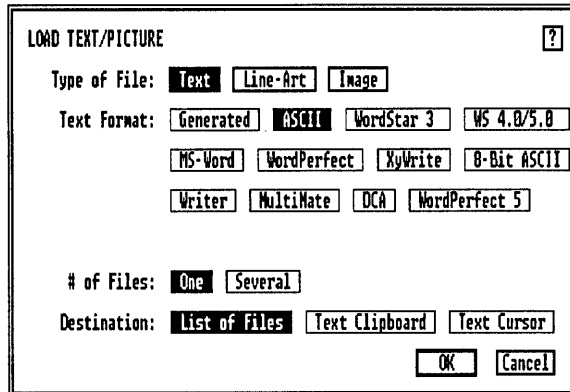 LOAD TEXT/PICTURE ?
Type of File: Text Line-Art Image
Text Format: Generated ASCII WordStar 3 WS 4.0/5.0
MS-Word WordPerfect XyWrite 8-Bit ASCII
Writer MultiMate DCA WordPerfect 5
# of Files: One Several
Destination: List of Files Text Clipboard Text Cursor
OK Cancel